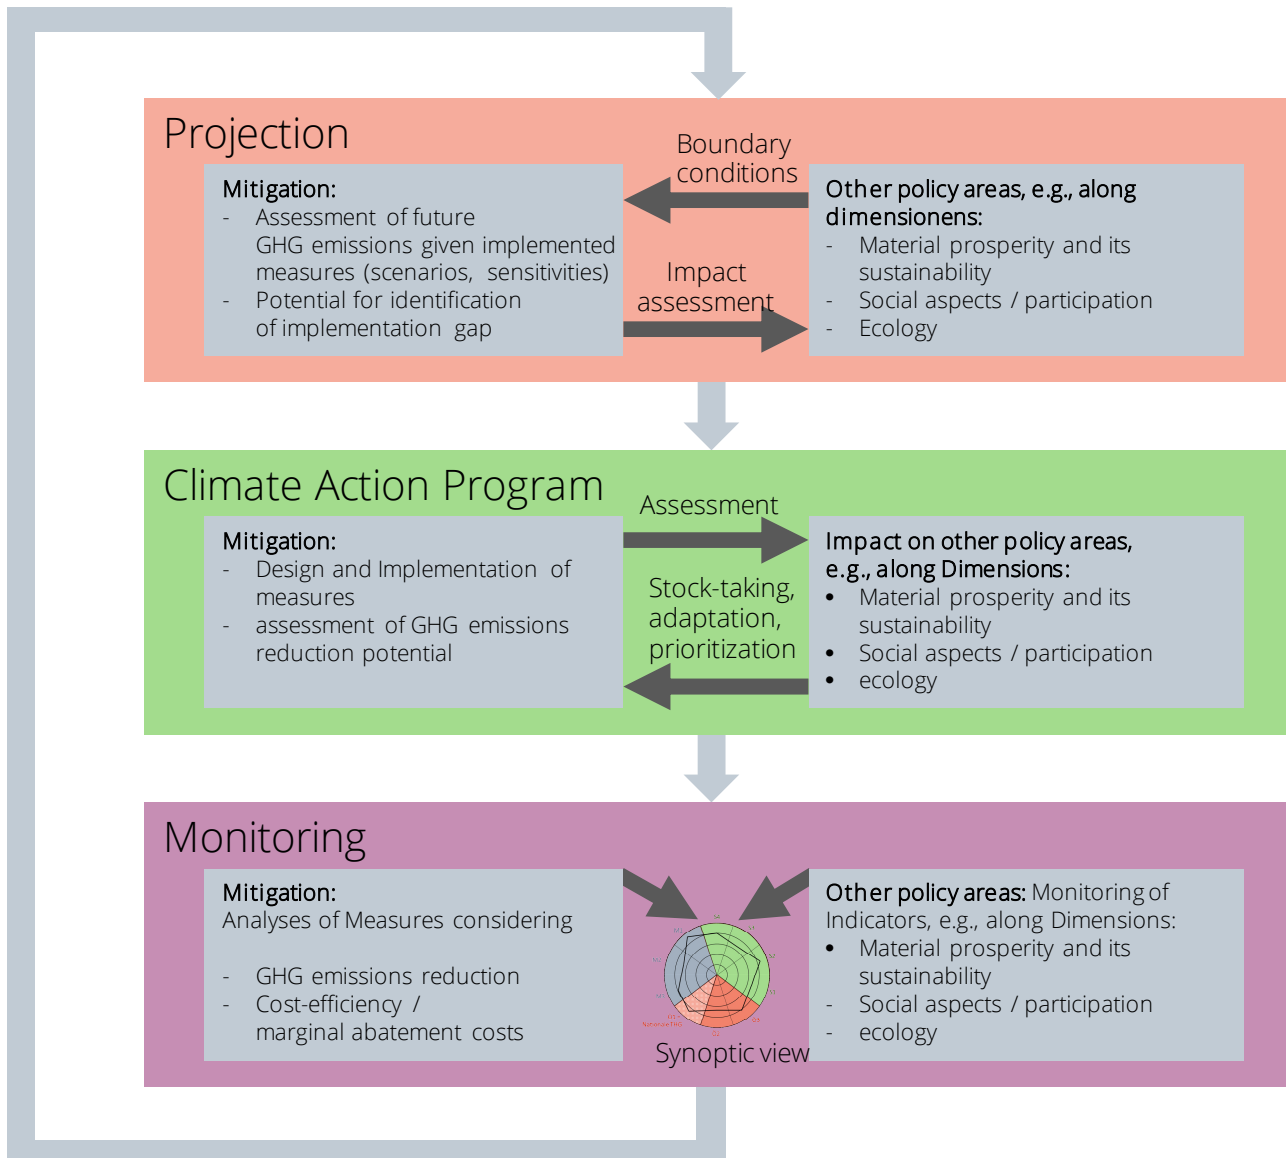 Projection
Boundary
conditions
Mitigation:
- Assessment of future
GHG emissions given implemented
measures (scenarios, sensitivities)
- Potential for identification
of implementation gap
Impact
assessment
Other policy areas, e.g., along
dimensionens:
- Material prosperity and its
sustainability
- Social aspects / participation
- Ecology
Climate Action Program
Assessment
Mitigation:
- Design and Implementation of
measures
- assessment of GHG emissions
reduction potential
Stock-taking,
adaptation,
prioritization
Impact on other policy areas,
e.g., along Dimensions:
• Material prosperity and its
sustainability
• Social aspects / participation
• ecology
Monitoring
Mitigation:
Analyses of Measures considering
- GHG emissions reduction
- Cost-efficiency /
marginal abatement costs
Synoptic view
Other policy areas: Monitoring of
Indicators, e.g., along Dimensions:
• Material prosperity and its
sustainability
- Social aspects / participation
- ecology